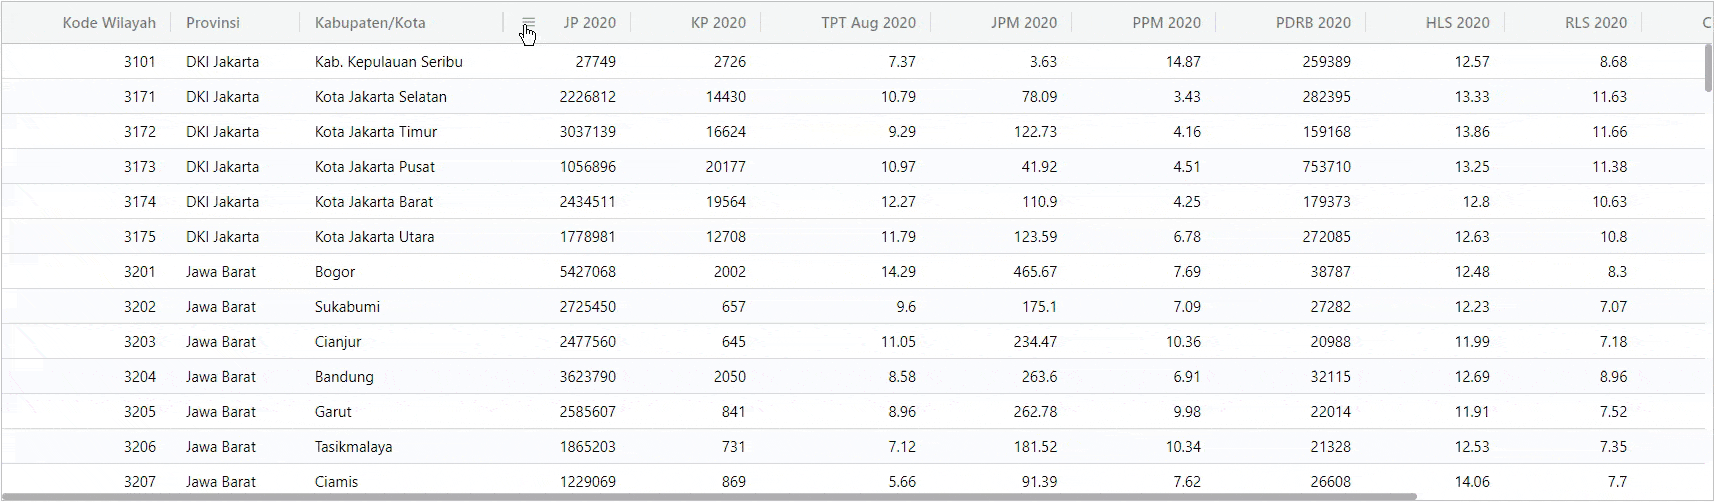 Kode Wilayah Provinsi Kabupaten/Kota JP 2020 KP 2020 TPT Aug 2020 JPM 2020 PPM 2020 PDRB 2020 HLS 2020 RLS 2020 C
3101 DKI Jakarta Kab. Kepulauan Seribu 27749 2726 7.37 3.63 14.87 259389 12.57 8.68
3171 DKI Jakarta Kota Jakarta Selatan 2226812 14430 10.79 78.09 3.43 282395 13.33 11.63
3172 DKI Jakarta Kota Jakarta Timur 3037139 16624 9.29 122.73 4.16 159168 13.86 11.66
3173 DKI Jakarta Kota Jakarta Pusat 1056896 20177 10.97 41.92 4.51 753710 13.25 11.38
3174 DKI Jakarta Kota Jakarta Barat 2434511 19564 12.27 110.9 4.25 179373 12.8 10.63
3175 DKI Jakarta Kota Jakarta Utara 1778981 12708 11.79 123.59 6.78 272085 12.63 10.8
3201 Jawa Barat Bogor 5427068 2002 14.29 465.67 7.69 38787 12.48 8.3
3202 Jawa Barat Sukabumi 2725450 657 9.6 175.1 7.09 27282 12.23 7.07
3203 Jawa Barat Cianjur 2477560 645 11.05 234.47 10.36 20988 11.99 7.18
3204 Jawa Barat Bandung 3623790 2050 8.58 263.6 6.91 32115 12.69 8.96
3205 Jawa Barat Garut 2585607 841 8.96 262.78 9.98 22014 11.91 7.52
3206 Jawa Barat Tasikmalaya 1865203 731 7.12 181.52 10.34 21328 12.53 7.35
3207 Jawa Barat Ciamis 1229069 869 5.66 91.39 7.62 26608 14.06 7.7